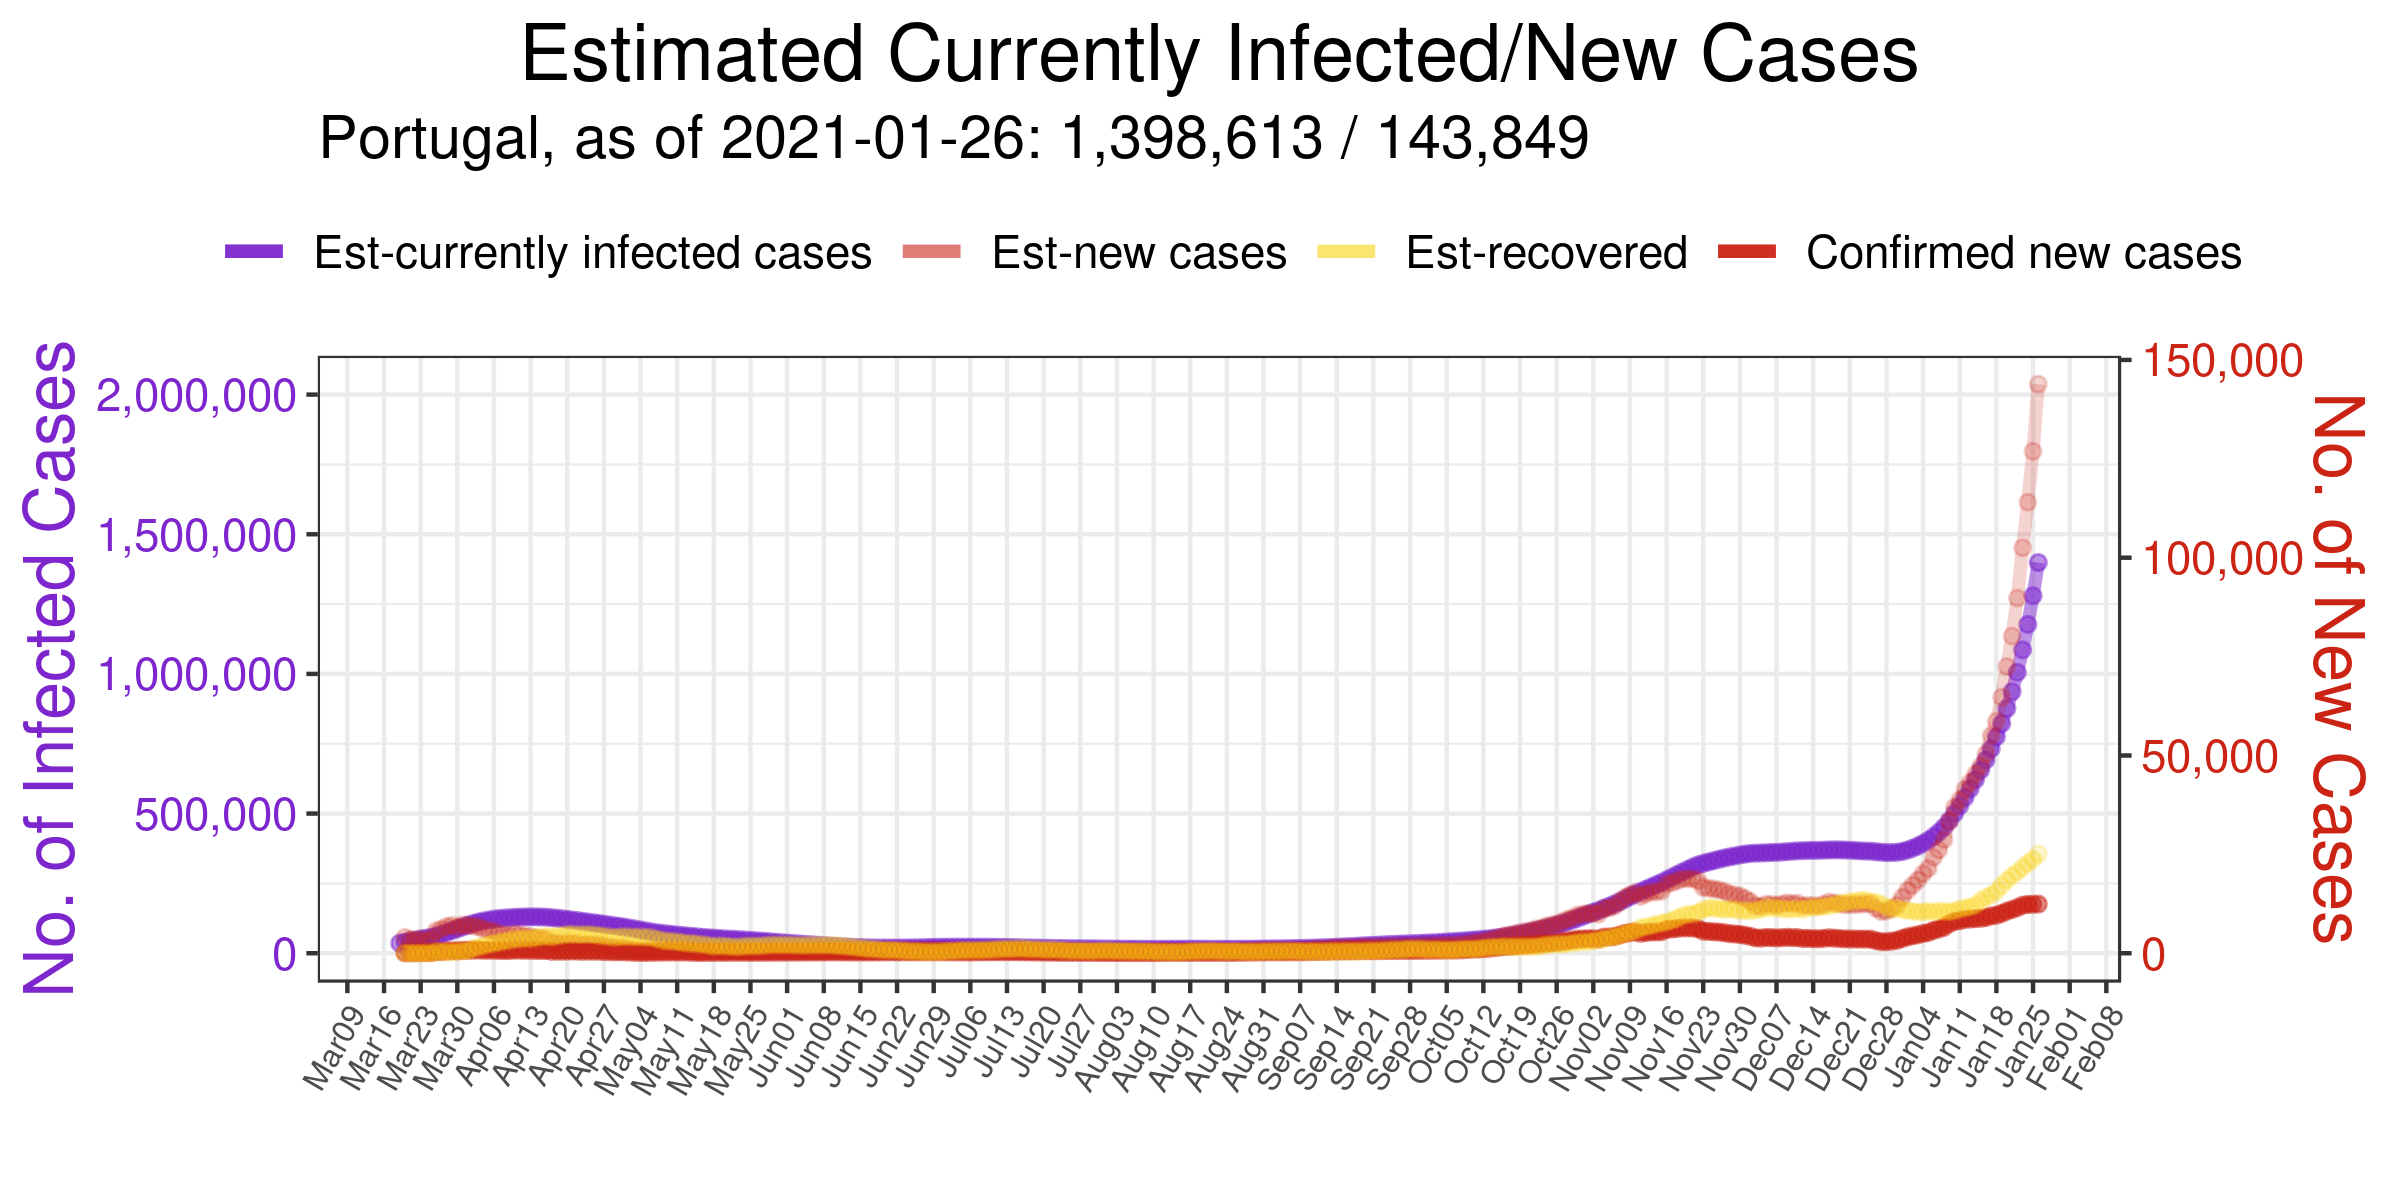 Estimated Currently Infected/New Cases
Portugal, as of 2021-01-26: 1,398,613 / 143,849
Est-currently infected cases Est-new cases Est-recovered Confirmed new cases
No. of Infected Cases
2,000,000
1,500,000
1,000,000
500,000
0
150,000
100,000
50,000
0
No. of New Cases
Mar09 Mar16 Mar23 Mar30 Apr06 Apr13 Apr20 Apr27 May04 May11 May18 May25 Jun01 Jun08 Jun15 Jun22 Jun29 Jul06 Jul13 Jul20 Jul27 Aug03 Aug10 Aug17 Aug24 Aug31 Sep07 Sep14 Sep21 Sep28 Oct05 Oct12 Oct19 Oct26 Oct02 Nov09 Nov16 Nov23 Nov30 Dec07 Dec14 Dec21 Dec28 Dec04 Jan11 Jan18 Jan25 Feb01 Feb08